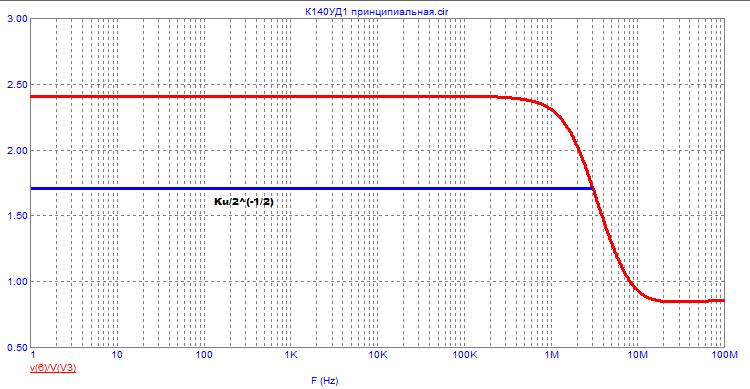 К140УД1 принципиальная.cir
3.00
2.50
2.00
1.50
1.00
0.50
Ku/2^(-1/2)
1 10 100 1K 10K 100K 1M 10M 100M
v(6)/V(V3)
F (Hz)